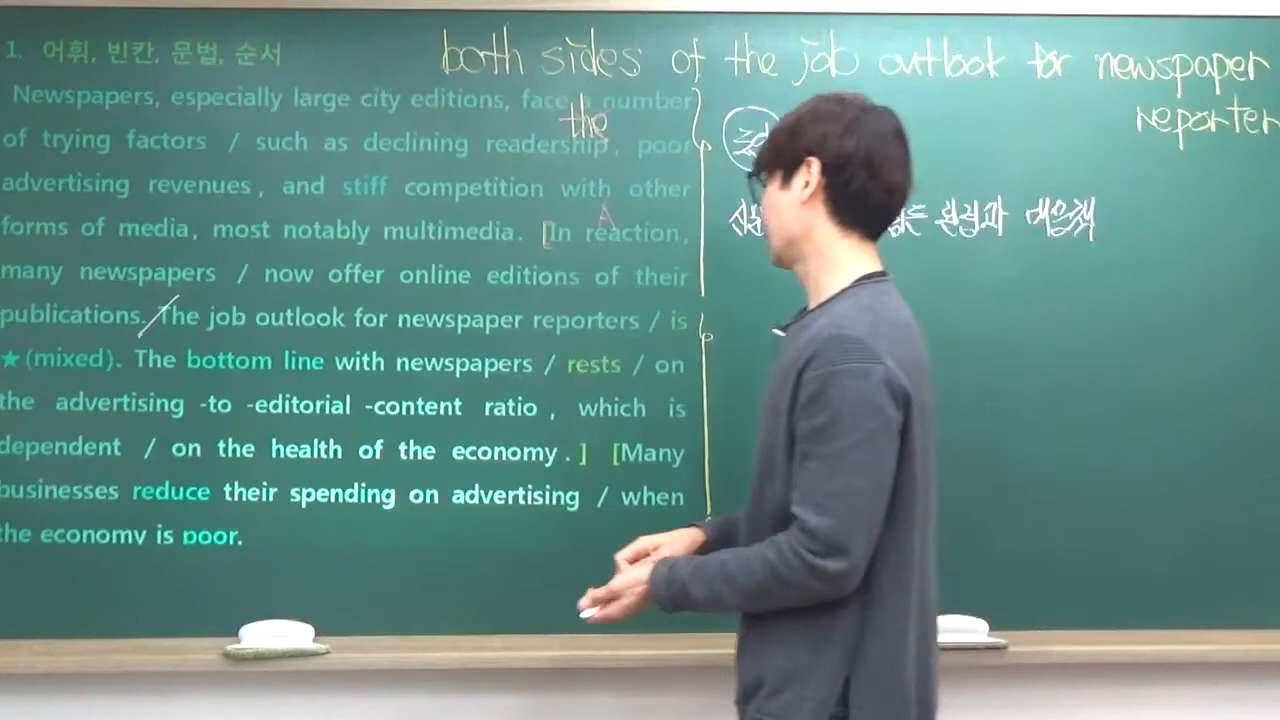 both sides of the job outlook for newspaper
reporter
the
1. 어휘, 빈칸, 문법, 순서
Newspapers, especially large city editions, face a number
of trying factors / such as declining readership, poor
advertising revenues, and stiff competition with other
forms of media, most notably multimedia. [In reaction,
A
many newspapers / now offer online editions of their
publications. The job outlook for newspaper reporters / is
★(mixed). The bottom line with newspapers / rests / on
the advertising -to -editorial -content ratio, which is
dependent / on the health of the economy.] [Many
businesses reduce their spending on advertising / when
the economy is poor.